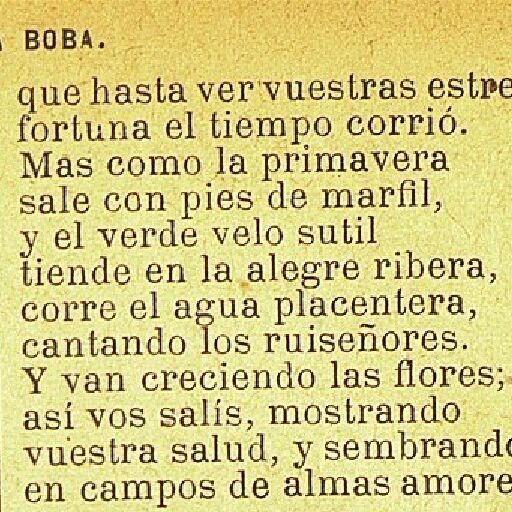 BOBA.
que hasta ver vuestras estre
fortuna el tiempo corrió.
Mas como la primavera
sale con pies de marfil,
y el verde velo sutil
tiende en la alegre ribera,
corre el agua placentera,
cantando los ruiseñores.
Y van creciendo las flores;
así vos salís, mostrando
vuestra salud, y sembrando
en campos de almas amore